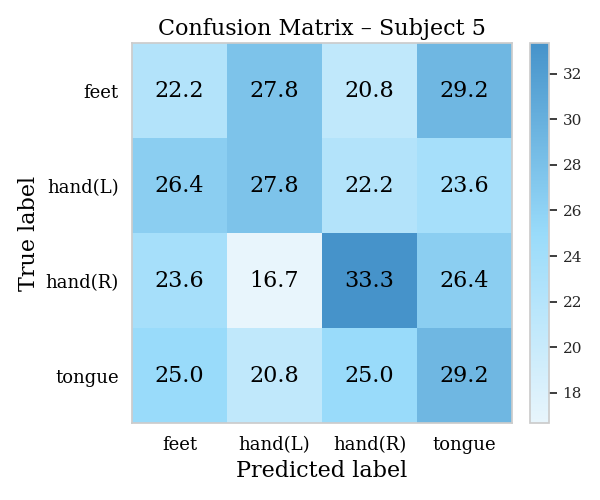 Confusion Matrix – Subject 5
feet 22.2 27.8 20.8 29.2
hand(L) 26.4 27.8 22.2 23.6
hand(R) 23.6 16.7 33.3 26.4
tongue 25.0 20.8 25.0 29.2
feet hand(L) hand(R) tongue
Predicted label
True label
32
30
28
26
24
22
20
18